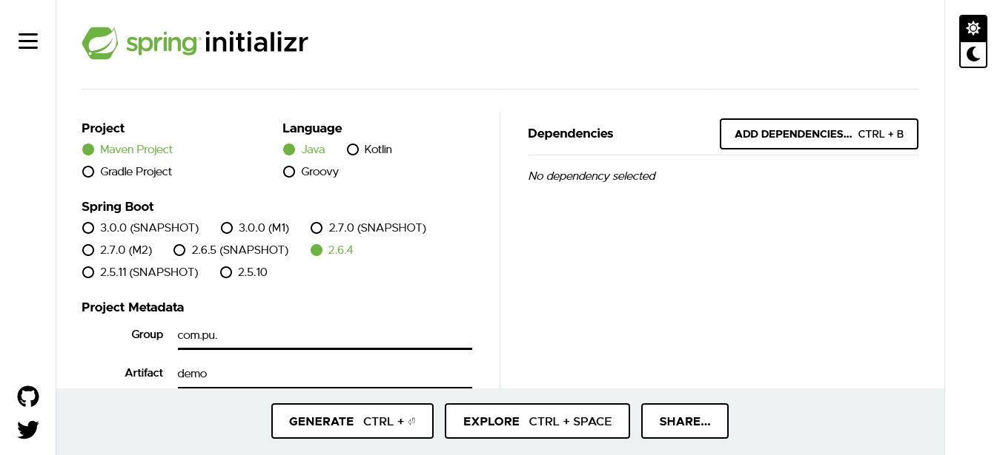 spring initializr
Project
Maven Project
Gradle Project
Language
Java Kotlin
Groovy
Spring Boot
3.0.0 (SNAPSHOT) 3.0.0 (M1) 2.7.0 (SNAPSHOT)
2.7.0 (M2) 2.6.5 (SNAPSHOT) 2.6.4
2.5.11 (SNAPSHOT) 2.5.10
Project Metadata
Group com.pu.
Artifact demo
Dependencies
ADD DEPENDENCIES... CTRL + B
No dependency selected
GENERATE CTRL + ⏎
EXPLORE CTRL + SPACE
SHARE...